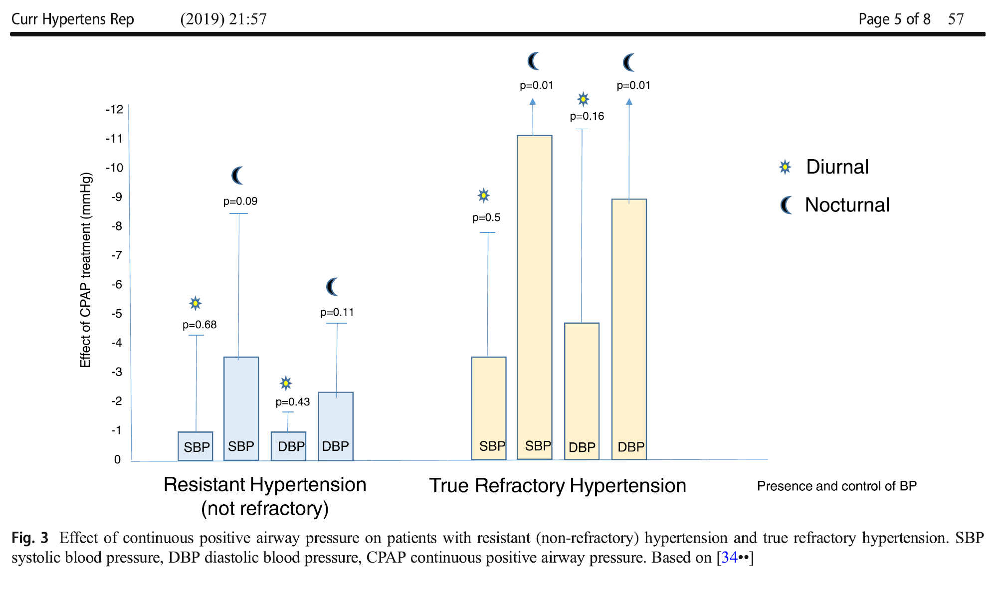 Curr Hypertens Rep (2019) 21:57 Page 5 of 8 57
Effect of CPAP treatment (mmHg)
-12
-11
-10
-9
-8
-7
-6
-5
-4
-3
-2
-1
0
p=0.68
p=0.09
p=0.43
p=0.11
p=0.5
p=0.01
p=0.16
p=0.01
SBP SBP DBP DBP SBP SBP DBP DBP
Diurnal
Nocturnal
Resistant Hypertension
(not refractory)
True Refractory Hypertension
Presence and control of BP
Fig. 3 Effect of continuous positive airway pressure on patients with resistant (non-refractory) hypertension and true refractory hypertension. SBP
systolic blood pressure, DBP diastolic blood pressure, CPAP continuous positive airway pressure. Based on [34••]